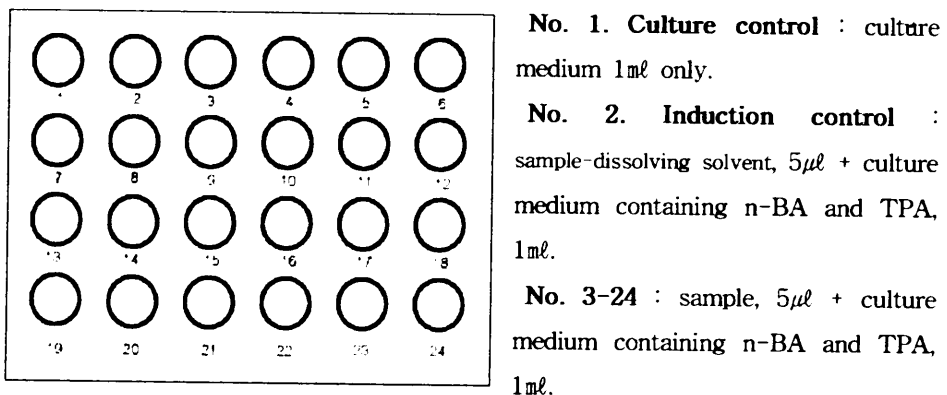 No. 1. Culture control : culture
medium 1㎖ only.
No. 2. Induction control :
sample-dissolving solvent, 5㎕ + culture
medium containing n-BA and TPA,
1㎖.
No. 3-24 : sample, 5㎕ + culture
medium containing n-BA and TPA,
1㎖.
2 3 4 5 6
7 8 9 10 11 12
13 14 15 16 17 18
19 20 21 22 23 24